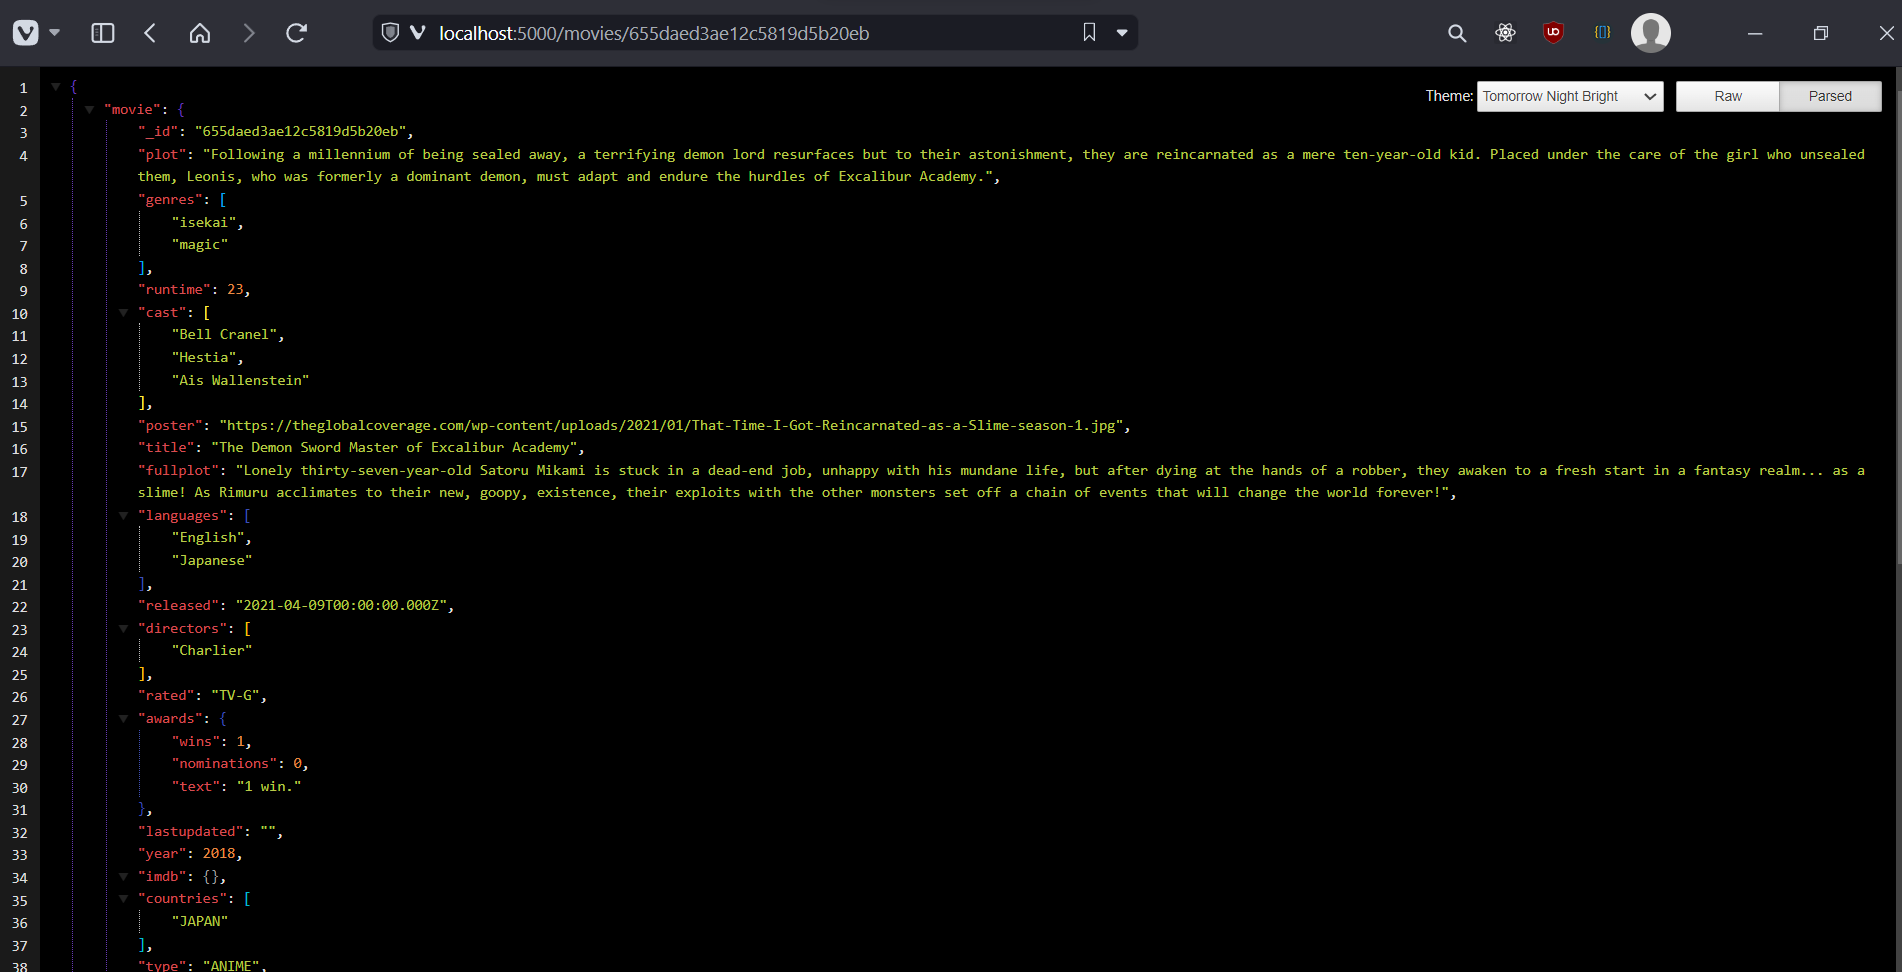 localhost:5000/movies/655daed3ae12c5819d5b20eb
Theme: Tomorrow Night Bright Raw Parsed
1 {
2 "movie": {
3 "_id": "655daed3ae12c5819d5b20eb",
4 "plot": "Following a millennium of being sealed away, a terrifying demon lord resurfaces but to their astonishment, they are reincarnated as a mere ten-year-old kid. Placed under the care of the girl who unsealed
them, Leonis, who was formerly a dominant demon, must adapt and endure the hurdles of Excalibur Academy.",
5 "genres": [
6 "isekai",
7 "magic"
8 ],
9 "runtime": 23,
10 "cast": [
11 "Bell Cranel",
12 "Hestia",
13 "Ais Wallenstein"
14 ],
15 "poster": "https://theglobalcoverage.com/wp-content/uploads/2021/01/That-Time-I-Got-Reincarnated-as-a-Slime-season-1.jpg",
16 "title": "The Demon Sword Master of Excalibur Academy",
17 "fullplot": "Lonely thirty-seven-year-old Satoru Mikami is stuck in a dead-end job, unhappy with his mundane life, but after dying at the hands of a robber, they awaken to a fresh start in a fantasy realm... as a
slime! As Rimuru acclimates to their new, goopy, existence, their exploits with the other monsters set off a chain of events that will change the world forever!",
18 "languages": [
19 "English",
20 "Japanese"
21 ],
22 "released": "2021-04-09T00:00:00.000Z",
23 "directors": [
24 "Charlier"
25 ],
26 "rated": "TV-G",
27 "awards": {
28 "wins": 1,
29 "nominations": 0,
30 "text": "1 win."
31 },
32 "lastupdated": "",
33 "year": 2018,
34 "imdb": {},
35 "countries": [
36 "JAPAN"
37 ],
38 "type": "ANIME",